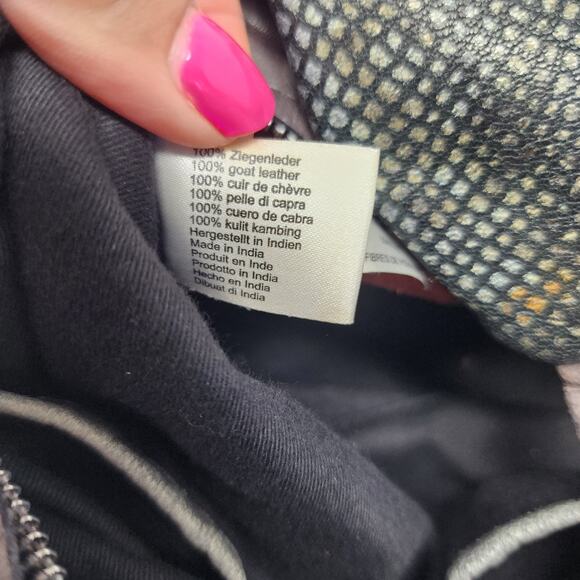 100% Ziegenleder
100% goat leather
100% cuir de chèvre
100% pelle di capra
100% cuero de cabra
100% kulit kambing
Hergestellt in Indien
Made in India
Produit en Inde
Prodotto in India
Hecho en India
Dibuat di India
FIBRES DE